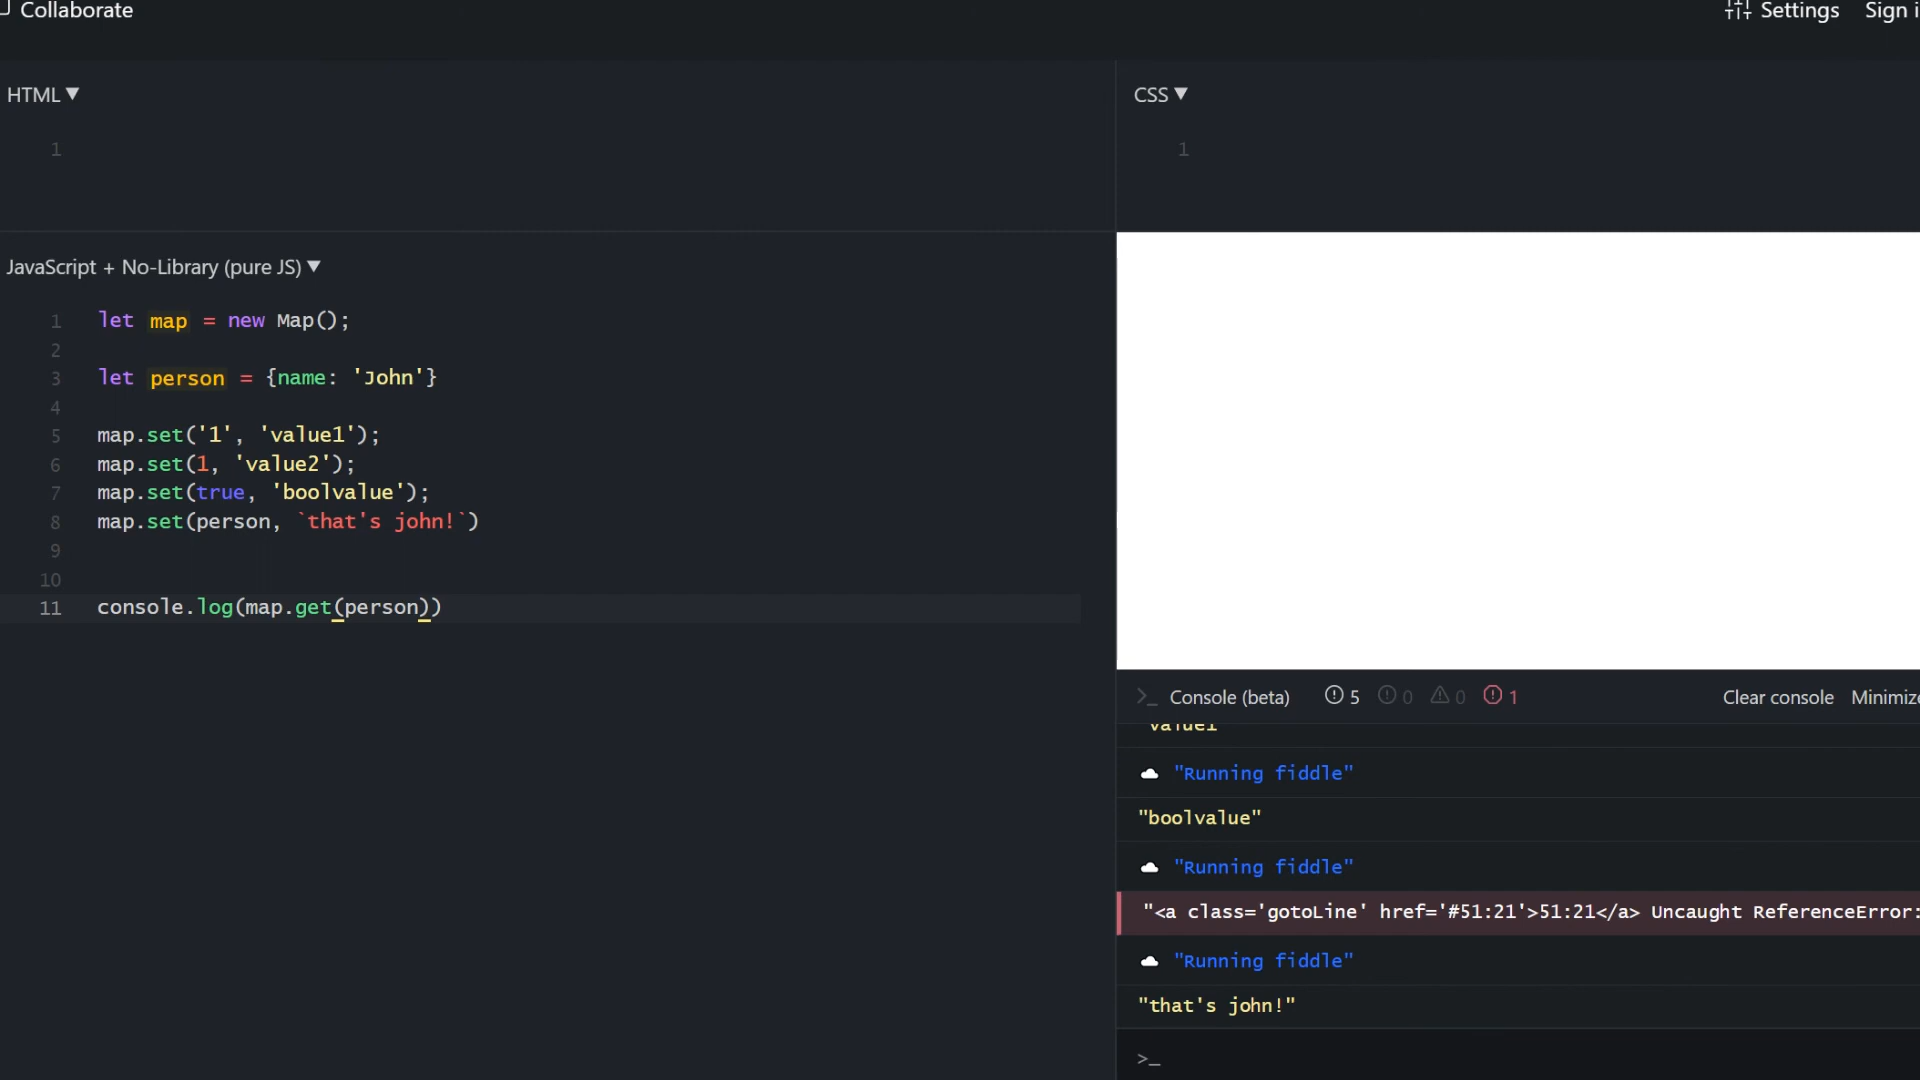 Collaborate
Settings
Sign i
HTML ▼
1
CSS ▼
1
JavaScript + No-Library (pure JS) ▼
1 let map = new Map();
2
3 let person = {name: 'John'}
4
5 map.set('1', 'value1');
6 map.set(1, 'value2');
7 map.set(true, 'boolvalue');
8 map.set(person, `that's john!`)
9
10
11 console.log(map.get(person))
>_ Console (beta) 5 0 0 1
Clear console
Minimize
value1
"Running fiddle"
"boolvalue"
"Running fiddle"
"<a class='gotoLine' href='#51:21'>51:21</a> Uncaught ReferenceError:
"Running fiddle"
"that's john!"
>_